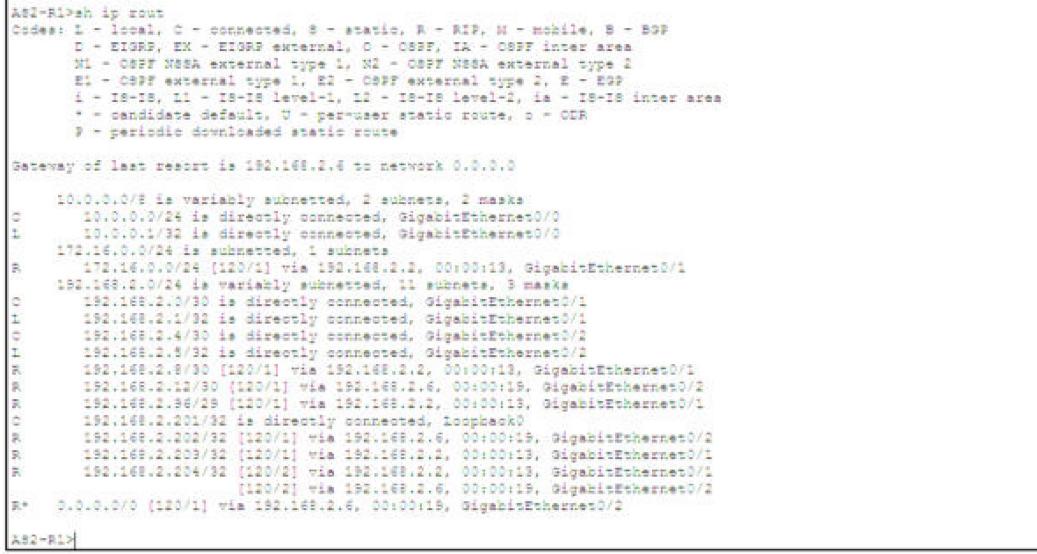 AS2-R1>sh ip rout
Codes: L - local, C - connected, S - static, R - RIP, M - mobile, B - BGP
D - EIGRP, EX - EIGRP external, O - OSPF, IA - OSPF inter area
N1 - OSPF NSSA external type 1, N2 - OSPF NSSA external type 2
E1 - OSPF external type 1, E2 - OSPF external type 2, E - EGP
i - IS-IS, L1 - IS-IS level-1, L2 - IS-IS level-2, ia - IS-IS inter area
* - candidate default, U - per-user static route, o - ODR
P - periodic downloaded static route
Gateway of last resort is 192.168.2.6 to network 0.0.0.0
10.0.0.0/8 is variably subnetted, 2 subnets, 2 masks
C 10.0.0.0/24 is directly connected, GigabitEthernet0/0
L 10.0.0.1/32 is directly connected, GigabitEthernet0/0
172.16.0.0/24 is subnetted, 1 subnets
R 172.16.0.0/24 [120/1] via 192.168.2.2, 00:00:13, GigabitEthernet0/1
192.168.2.0/24 is variably subnetted, 11 subnets, 3 masks
C 192.168.2.0/30 is directly connected, GigabitEthernet0/1
L 192.168.2.1/32 is directly connected, GigabitEthernet0/1
C 192.168.2.4/30 is directly connected, GigabitEthernet0/2
L 192.168.2.5/32 is directly connected, GigabitEthernet0/2
R 192.168.2.8/30 [120/1] via 192.168.2.2, 00:00:13, GigabitEthernet0/1
R 192.168.2.12/30 [120/1] via 192.168.2.6, 00:00:19, GigabitEthernet0/2
R 192.168.2.96/29 [120/1] via 192.168.2.2, 00:00:13, GigabitEthernet0/1
C 192.168.2.201/32 is directly connected, Loopback0
R 192.168.2.202/32 [120/1] via 192.168.2.6, 00:00:19, GigabitEthernet0/2
R 192.168.2.203/32 [120/1] via 192.168.2.2, 00:00:13, GigabitEthernet0/1
R 192.168.2.204/32 [120/2] via 192.168.2.2, 00:00:13, GigabitEthernet0/1
[120/2] via 192.168.2.6, 00:00:19, GigabitEthernet0/2
R* 0.0.0.0/0 [120/1] via 192.168.2.6, 00:00:19, GigabitEthernet0/2
AS2-R1>